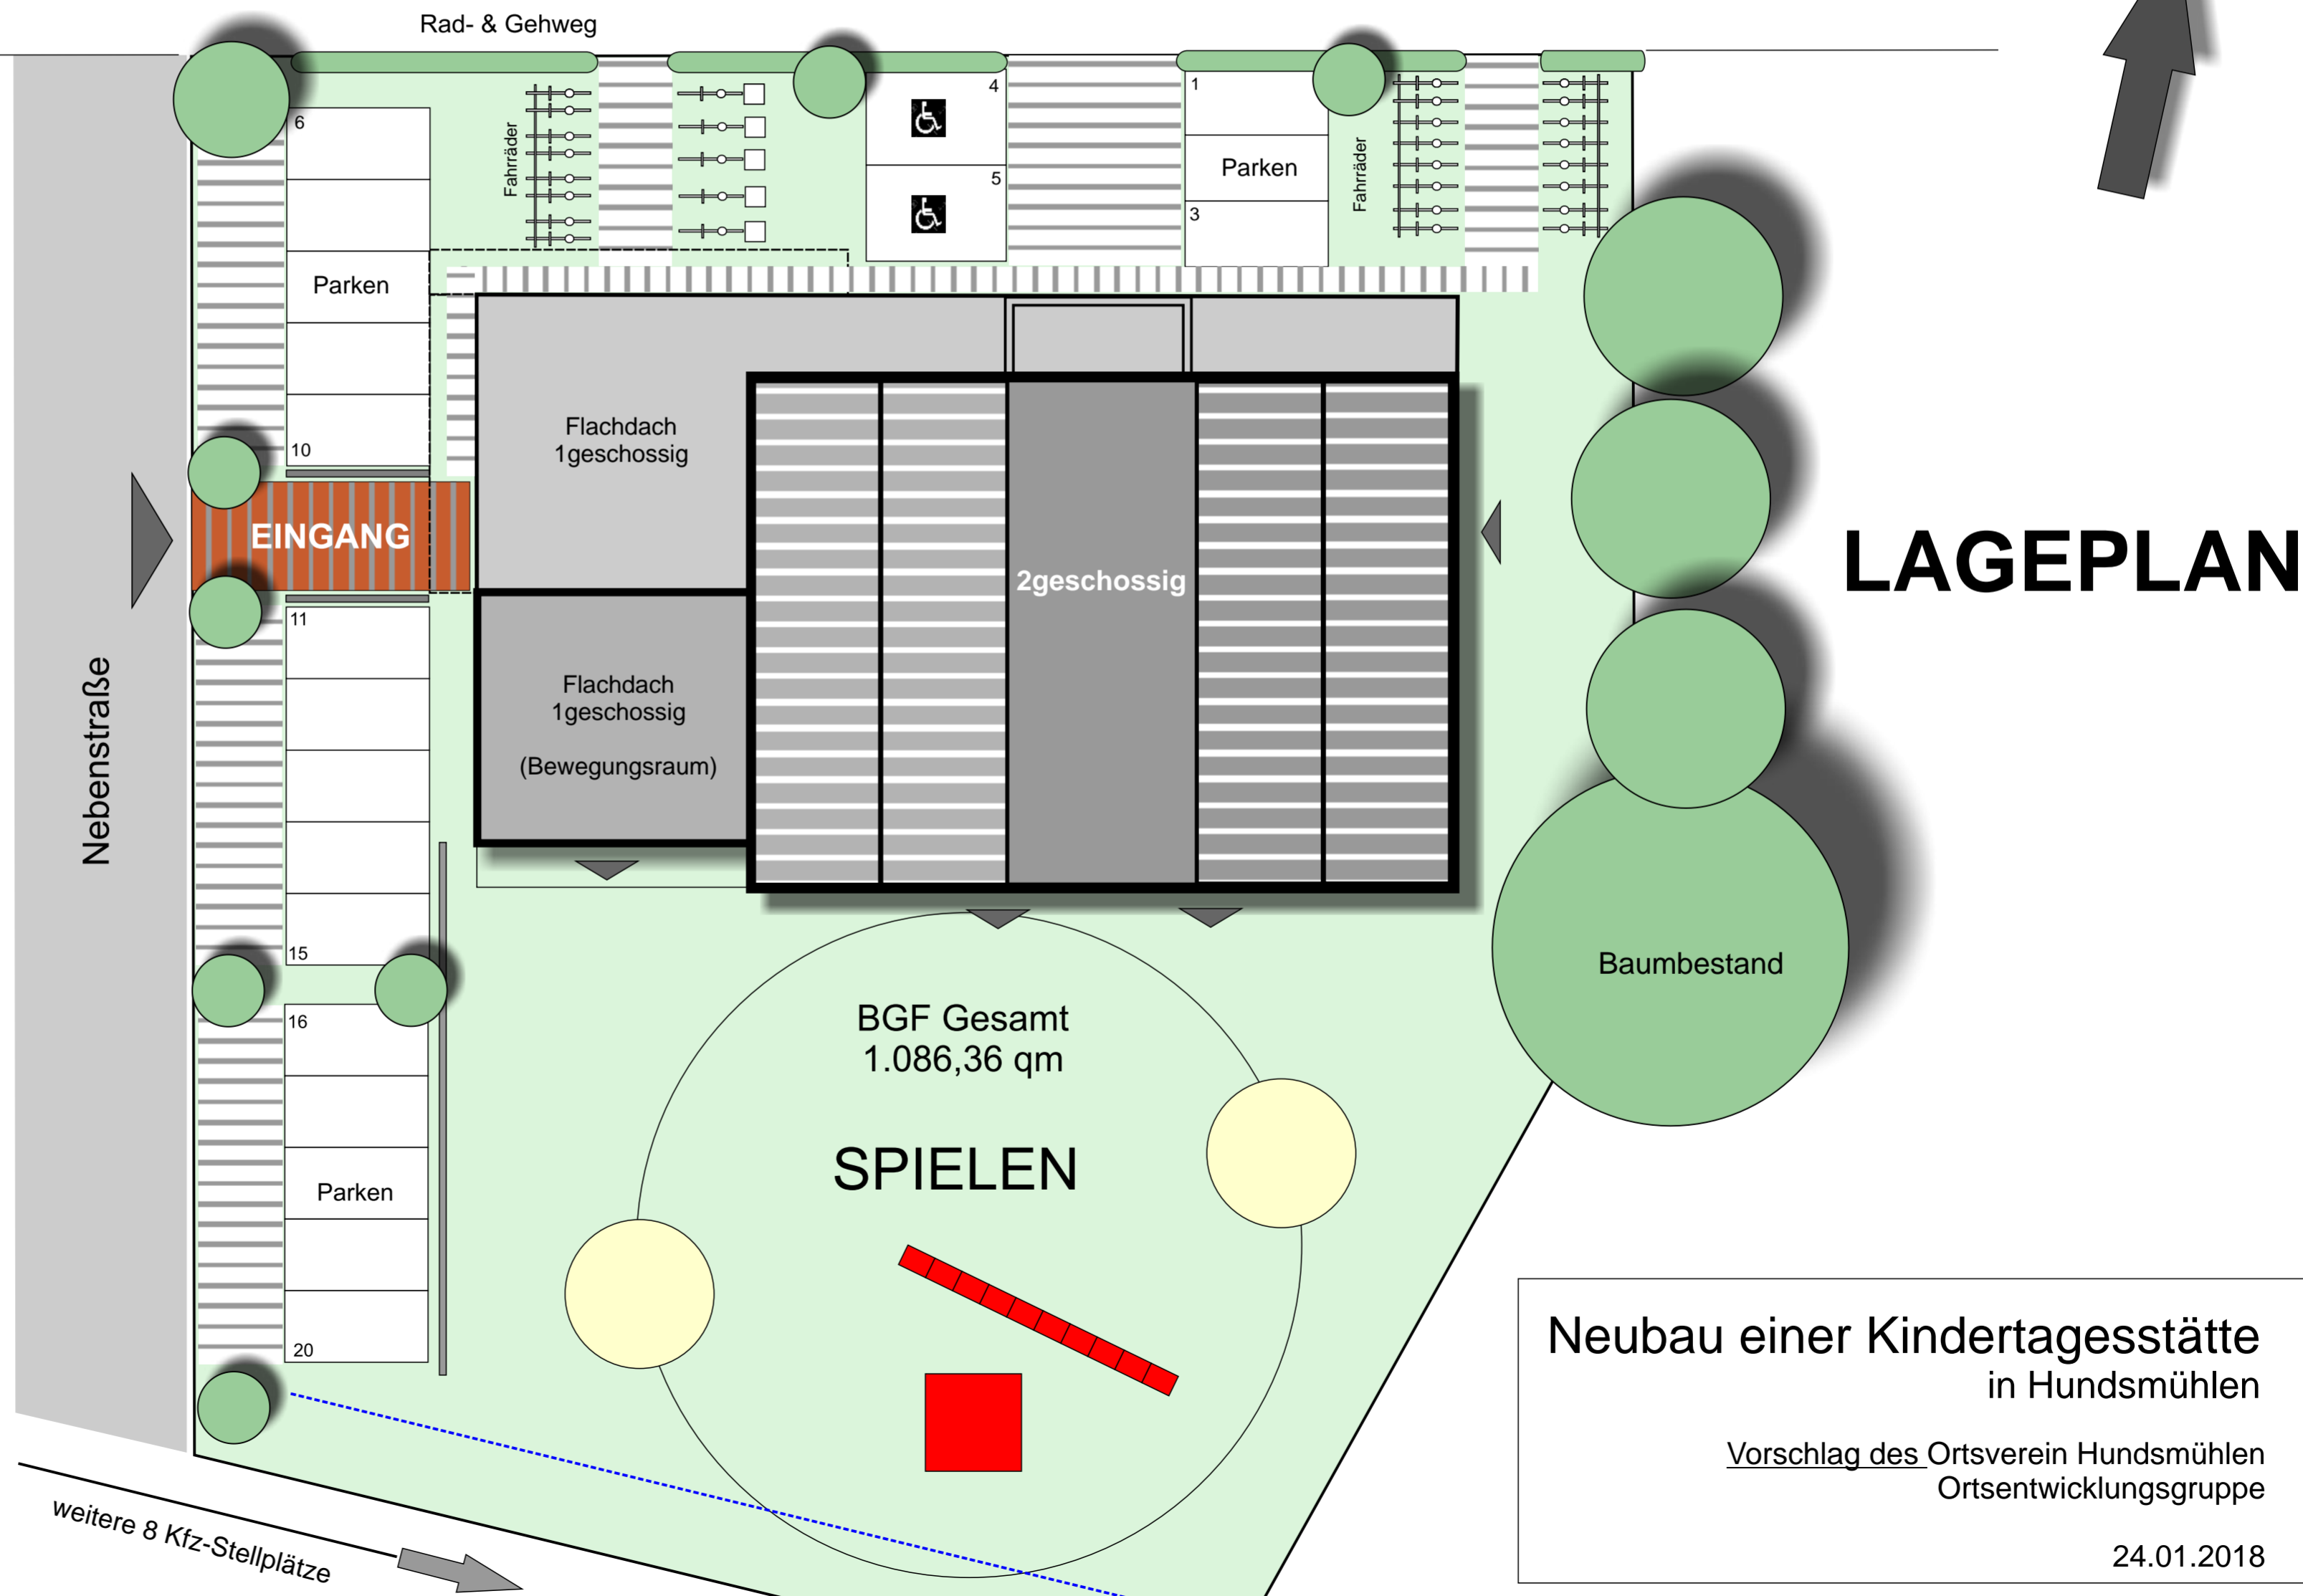 Rad- & Gehweg
6
Fahrräder
4
5
1
Parken
3
Fahrräder
Parken
10
EINGANG
Flachdach
1geschossig
2geschossig
LAGEPLAN
11
Flachdach
1geschossig
(Bewegungsraum)
Nebenstraße
15
Baumbestand
16
BGF Gesamt
1.086,36 qm
SPIELEN
Parken
20
Neubau einer Kindertagesstätte
in Hundsmühlen
Vorschlag des Ortsverein Hundsmühlen
Ortsentwicklungsgruppe
24.01.2018
weitere 8 Kfz-Stellplätze